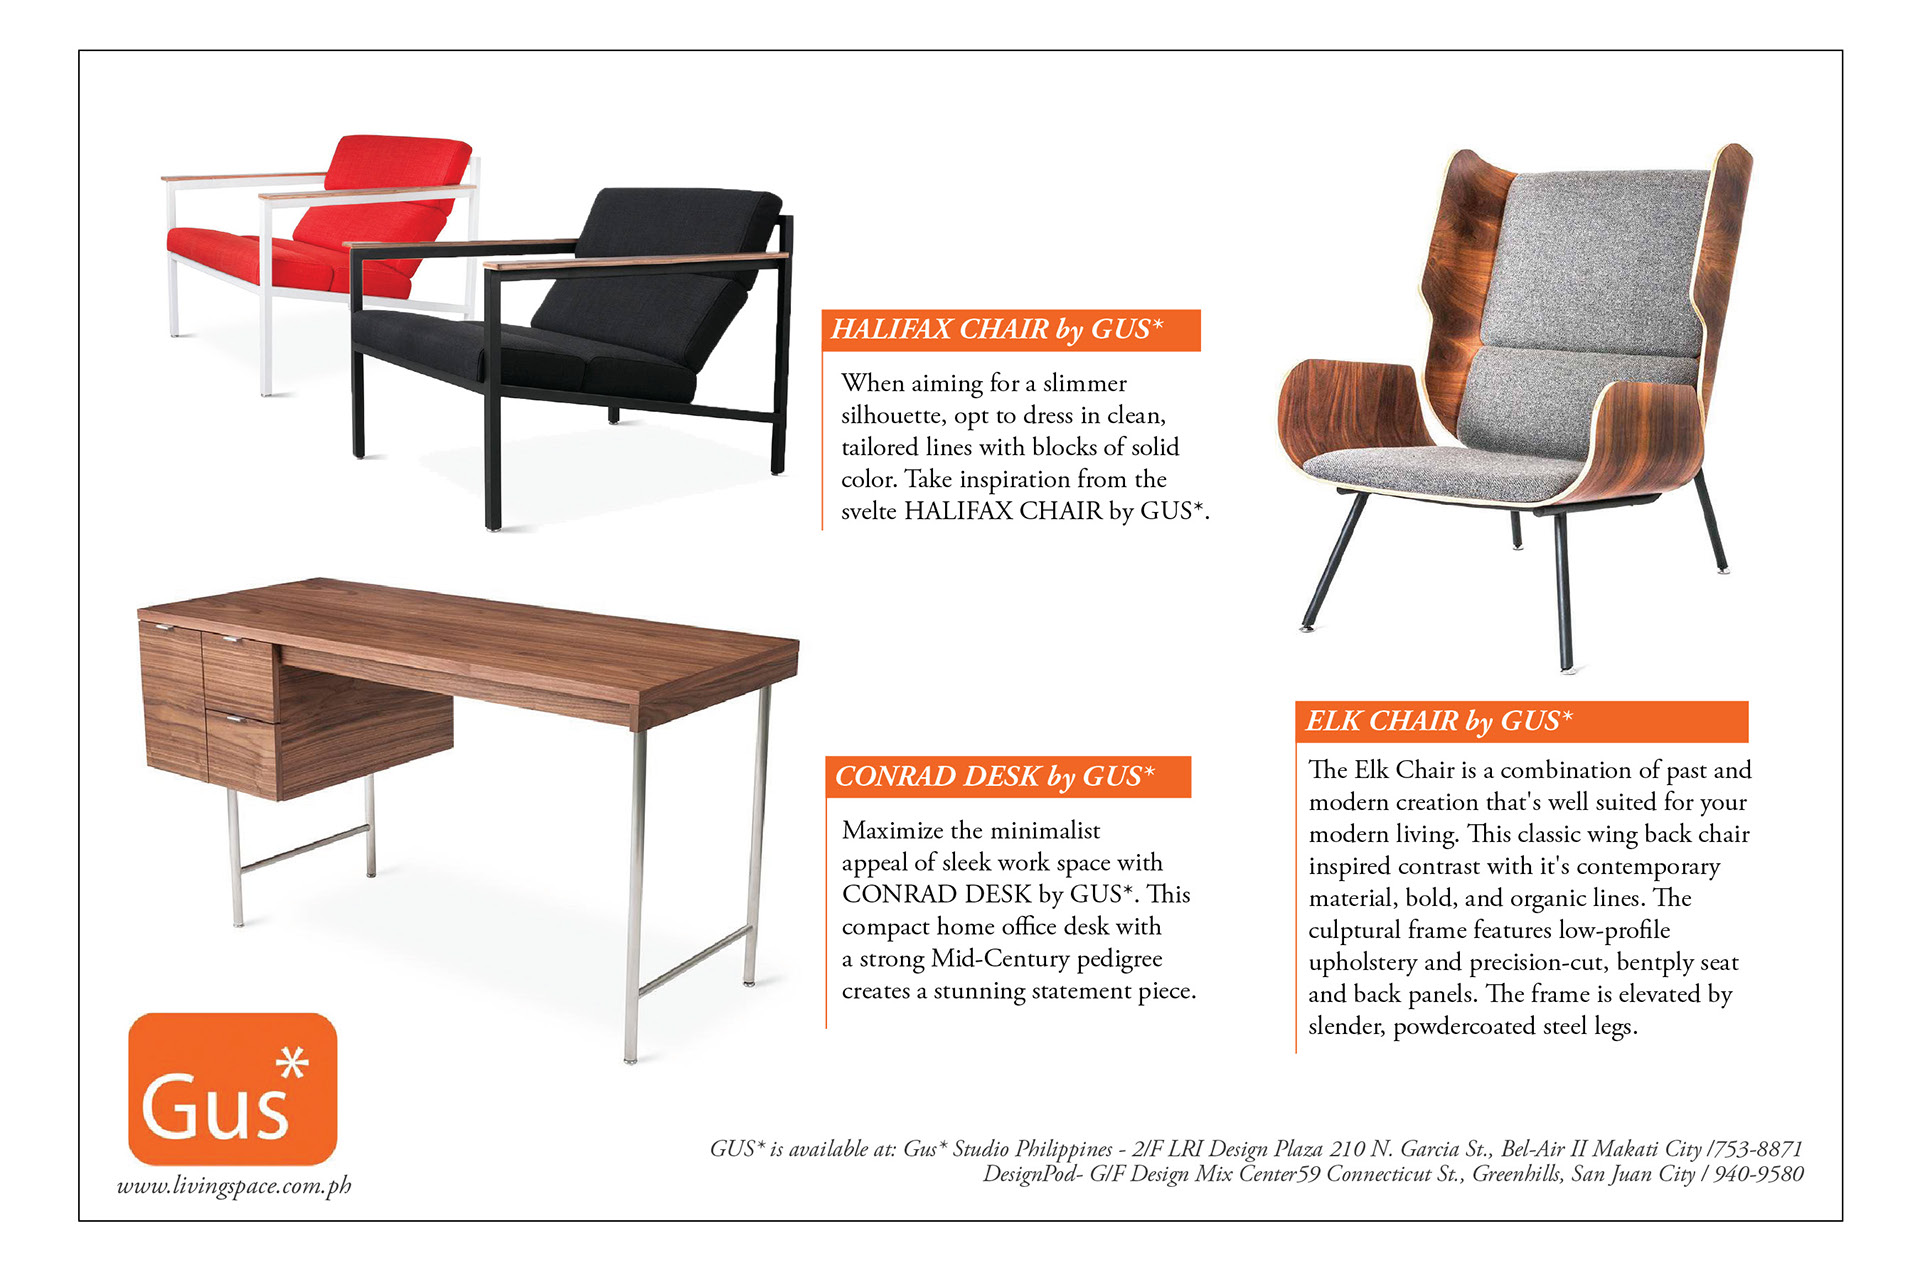 HALIFAX CHAIR by GUS*
When aiming for a slimmer
silhouette, opt to dress in clean,
tailored lines with blocks of solid
color. Take inspiration from the
svelte HALIFAX CHAIR by GUS*.
CONRAD DESK by GUS*
Maximize the minimalist
appeal of sleek work space with
CONRAD DESK by GUS*. This
compact home office desk with
a strong Mid-Century pedigree
creates a stunning statement piece.
ELK CHAIR by GUS*
The Elk Chair is a combination of past and
modern creation that's well suited for your
modern living. This classic wing back chair
inspired contrast with it's contemporary
material, bold, and organic lines. The
culptural frame features low-profile
upholstery and precision-cut, bentply seat
and back panels. The frame is elevated by
slender, powdercoated steel legs.
Gus*
www.livingspace.com.ph
GUS* is available at: Gus* Studio Philippines - 2/F LRI Design Plaza 210 N. Garcia St., Bel-Air II Makati City /753-8871
DesignPod- G/F Design Mix Center59 Connecticut St., Greenhills, San Juan City / 940-9580